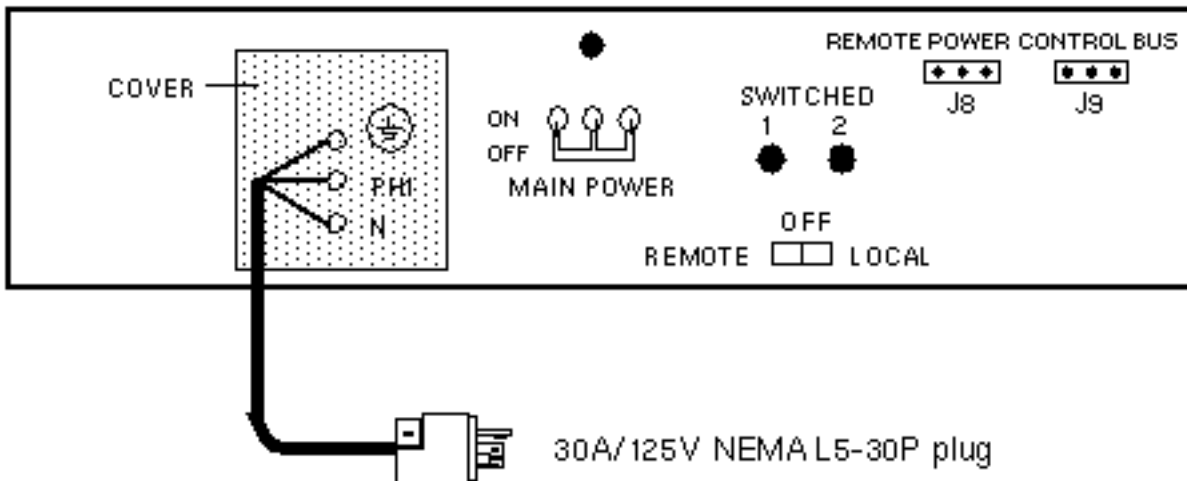 REMOTE POWER CONTROL BUS
J8 J9
COVER
SWITCHED
1 2
ON
OFF
MAIN POWER
PH1
N
OFF
REMOTE LOCAL
30A/125V NEMA L5-30P plug